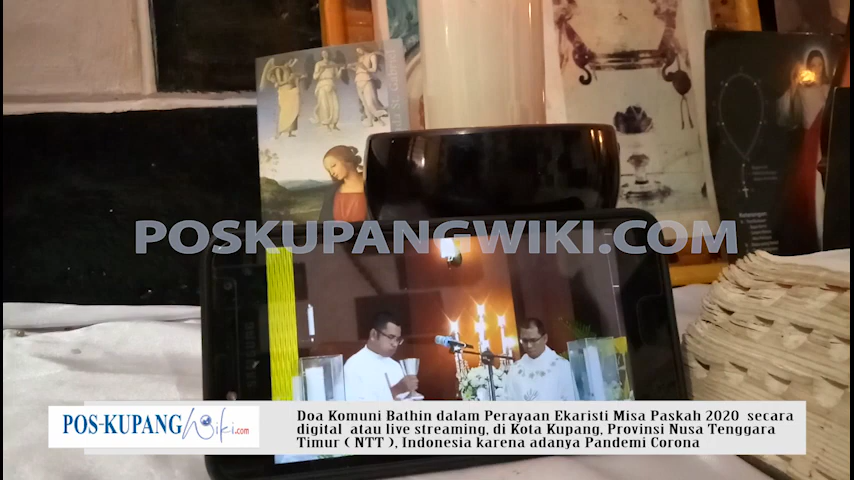 POSKUPANGWIKI.COM
POS-KUPANG
Wiki.com
Doa Komuni Bathin dalam Perayaan Ekaristi Misa Paskah 2020 secara
digital atau live streaming, di Kota Kupang, Provinsi Nusa Tenggara
Timur ( NTT ), Indonesia karena adanya Pandemi Corona